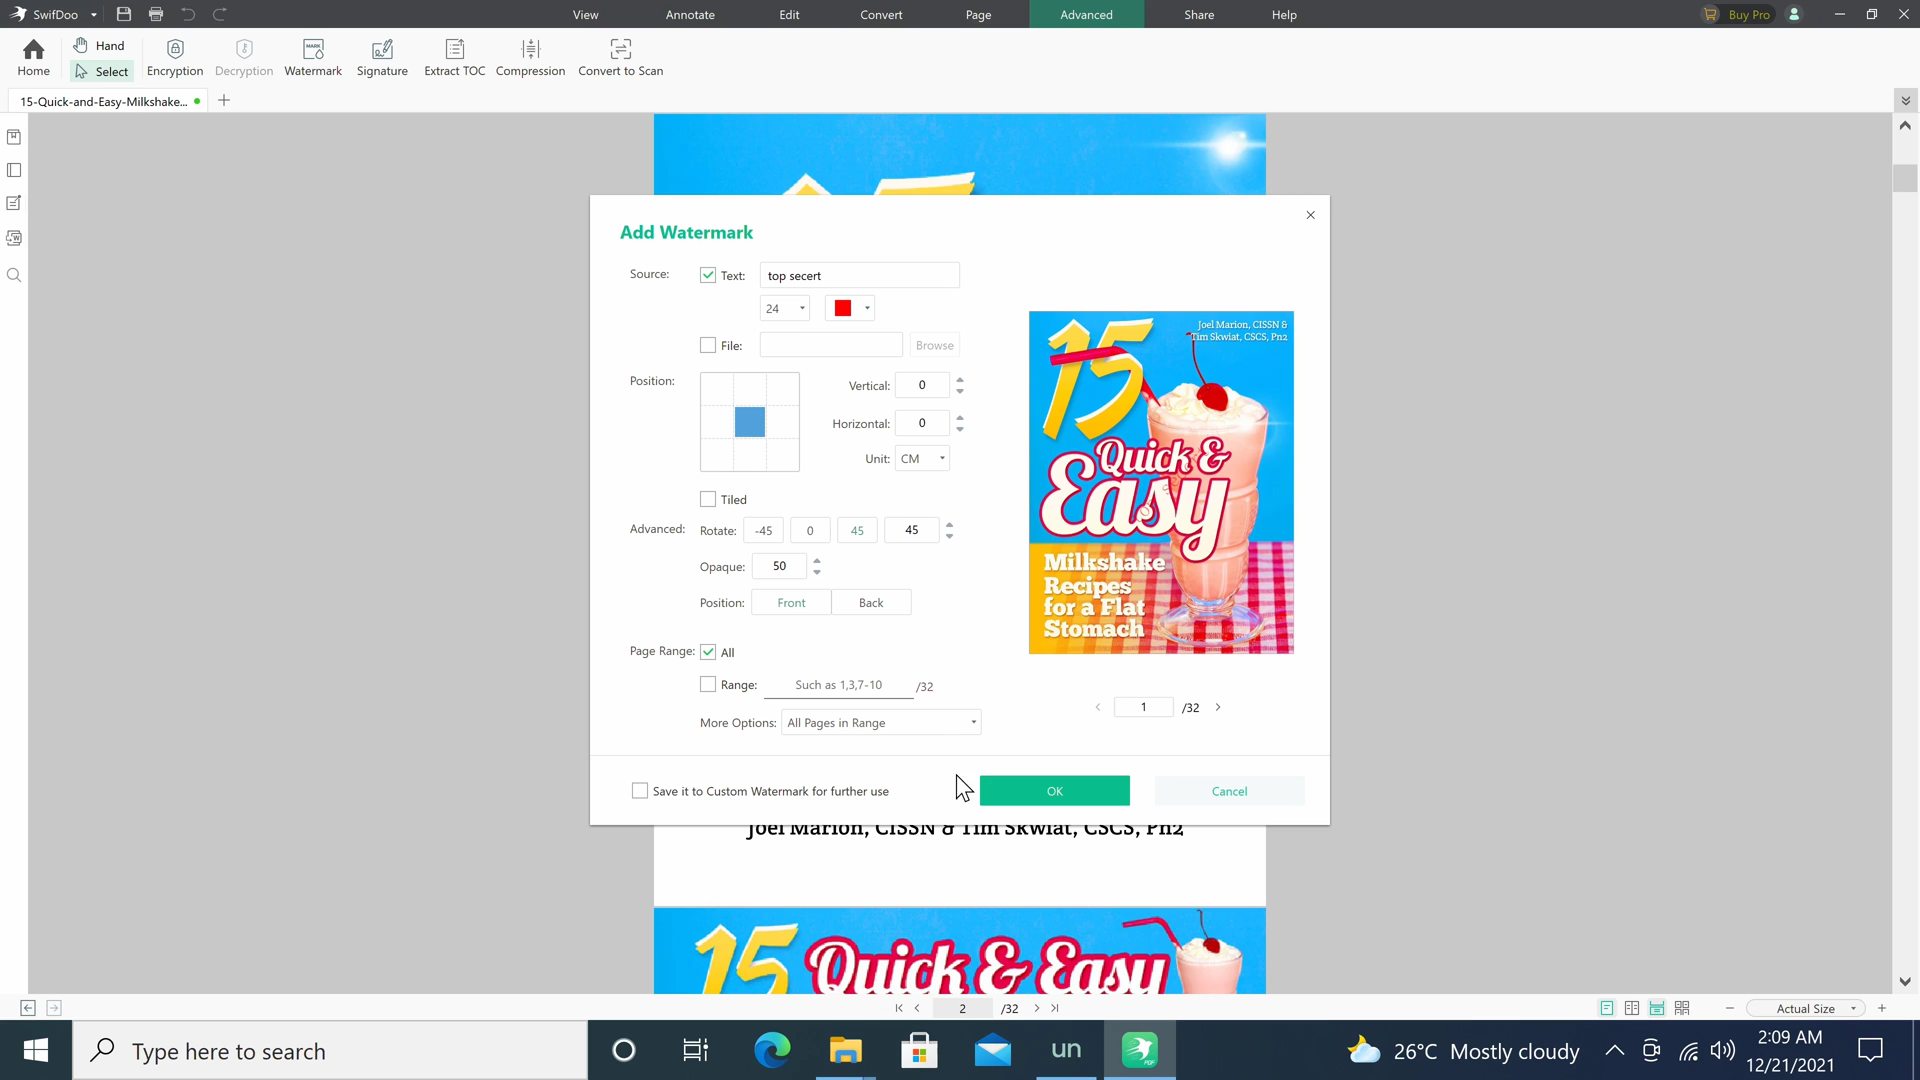 SwifDoo
View
Annotate
Edit
Convert
Page
Advanced
Share
Help
Buy Pro
Home
Hand
Select
Encryption
Decryption
MARK
Watermark
Signature
Extract TOC
Compression
Convert to Scan
15-Quick-and-Easy-Milkshake...
Add Watermark
Source:
Text:
top secert
24
File:
Browse
Position:
Vertical:
0
Horizontal:
0
Unit:
CM
Tiled
Advanced:
Rotate:
-45
0
45
45
Opaque:
50
Position:
Front
Back
Page Range:
All
Range:
Such as 1,3,7-10
/32
More Options:
All Pages in Range
Joel Marion, CISSN &
Tim Skwiat, CSCS, Pn2
15
Quick &
Easy
Milkshake
Recipes
for a Flat
Stomach
1
/32
Save it to Custom Watermark for further use
OK
Cancel
Joel Marion, CISSN & Tim Skwiat, CSCS, Pn2
15 Quick & Easy
2
/32
Actual Size
Type here to search
un
PDF
26°C Mostly cloudy
2:09 AM
12/21/2021